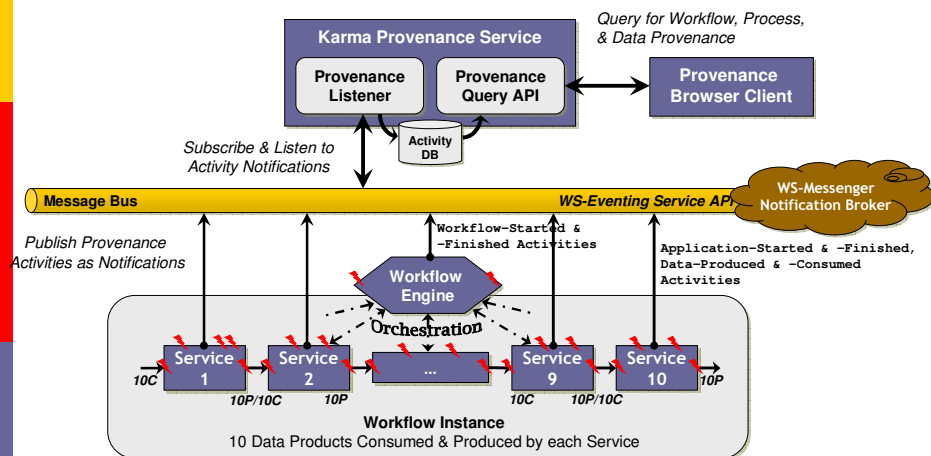 Query for Workflow, Process,
& Data Provenance
Karma Provenance Service
Provenance
Listener
Provenance
Query API
Provenance
Browser Client
Activity
DB
Subscribe & Listen to
Activity Notifications
Message Bus
WS-Eventing Service API
WS-Messenger
Notification Broker
Publish Provenance
Activities as Notifications
Workflow-Started &
-Finished Activities
Application-Started & -Finished,
Data-Produced & -Consumed
Activities
Workflow
Engine
Orchestration
Service
1
Service
2
...
Service
9
Service
10
10C
10P/10C
10P
10C
10P/10C
10P
Workflow Instance
10 Data Products Consumed & Produced by each Service